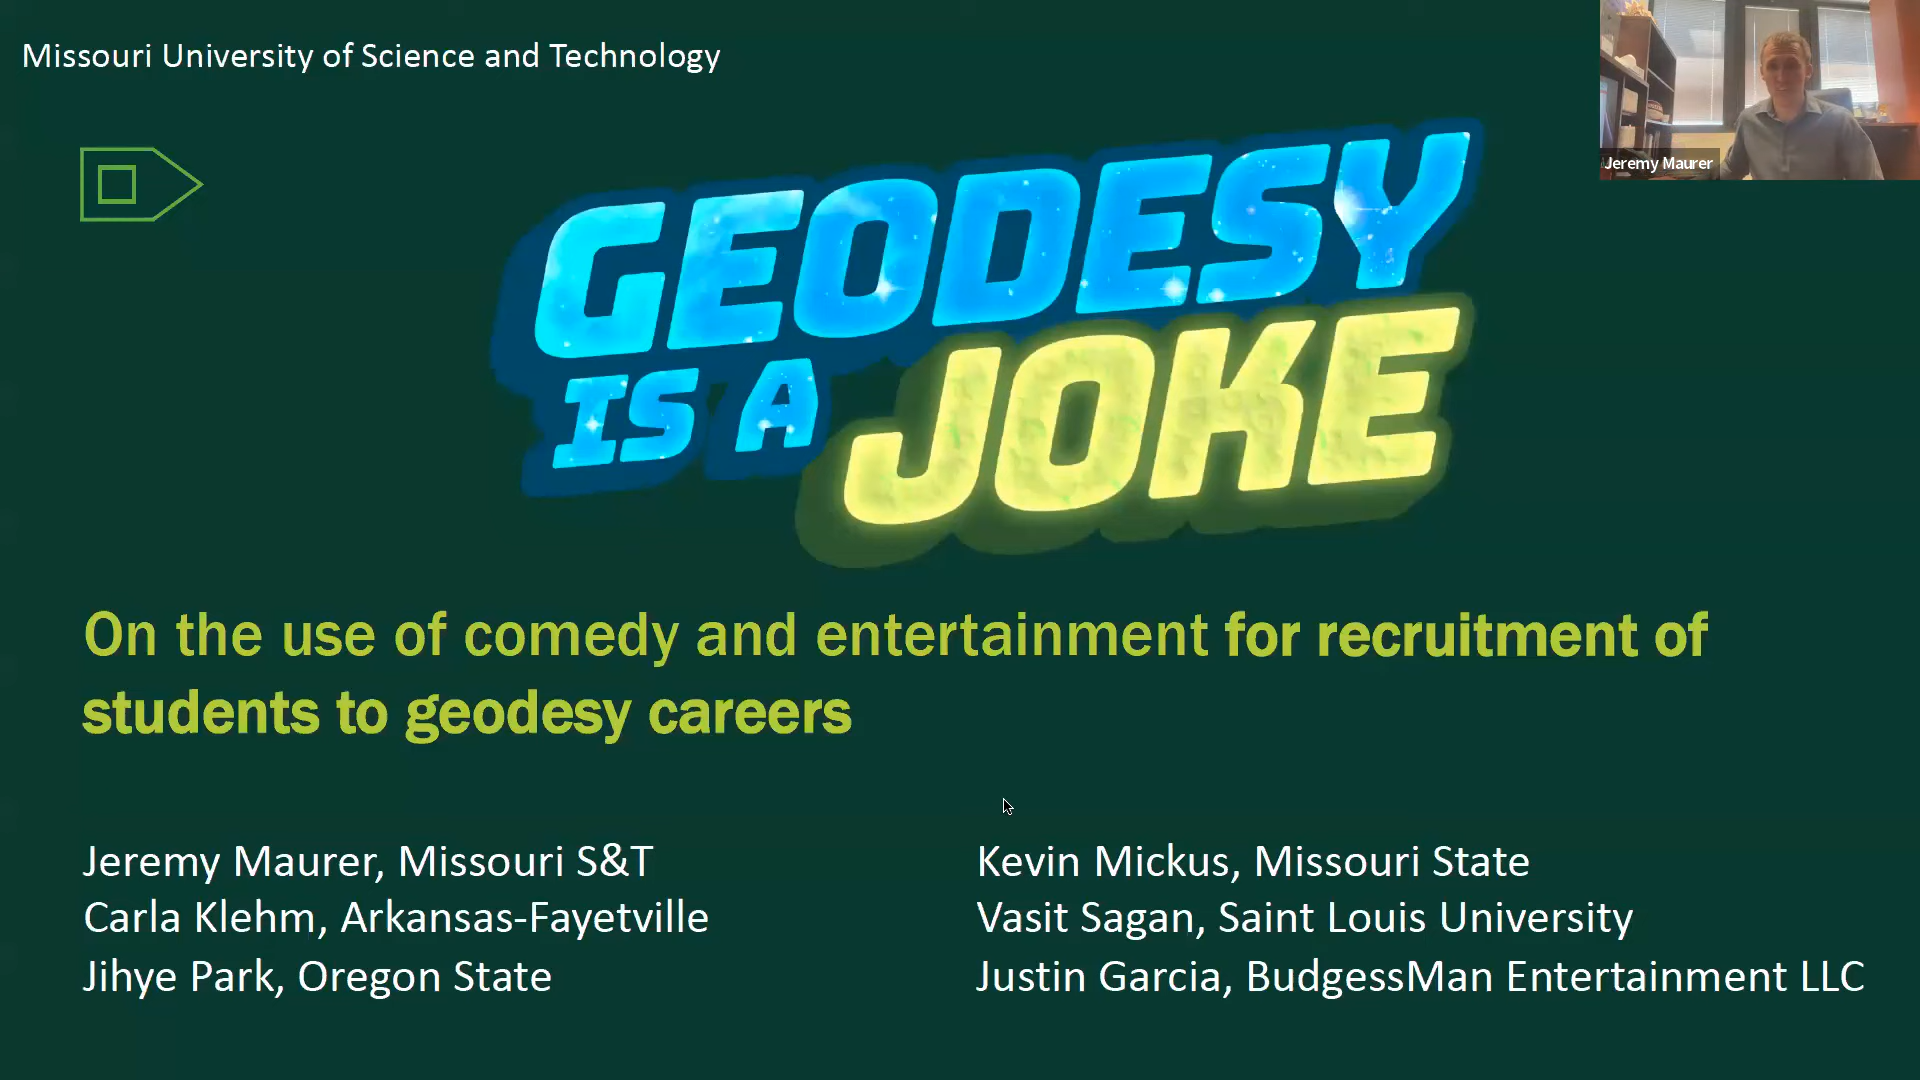 Missouri University of Science and Technology
Jeremy Maurer
GEODESY
IS A JOKE
On the use of comedy and entertainment for recruitment of
students to geodesy careers
Jeremy Maurer, Missouri S&T
Carla Klehm, Arkansas-Fayetville
Jihye Park, Oregon State
Kevin Mickus, Missouri State
Vasit Sagan, Saint Louis University
Justin Garcia, BudgessMan Entertainment LLC